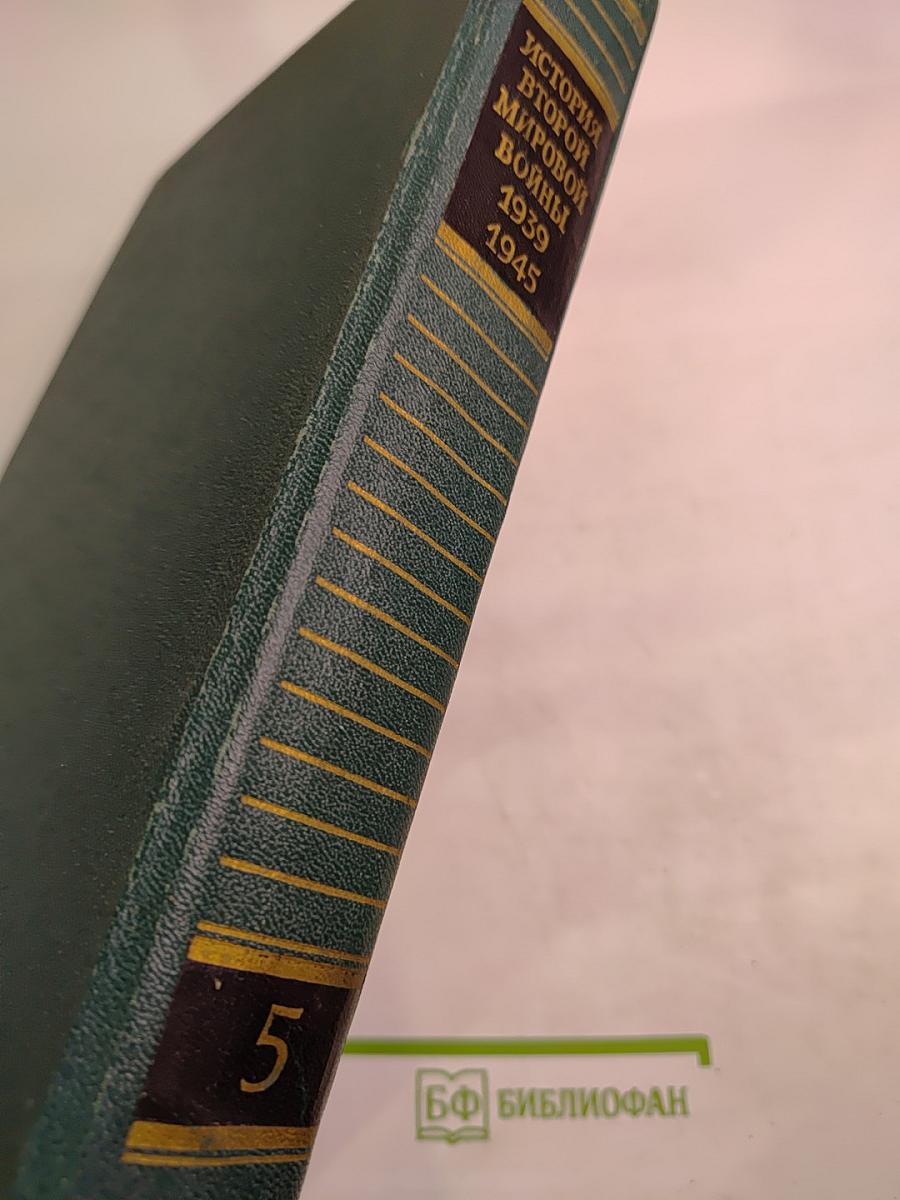 ИСТОРИЯ
ВТОРОЙ
МИРОВОЙ
ВОЙНЫ
1939
1945
5
БФ БИБЛИОФАН